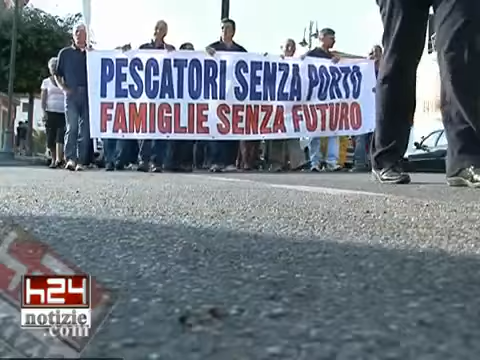 PESCATORI SENZA PORTO
FAMIGLIE SENZA FUTURO
h24
notizie
.com